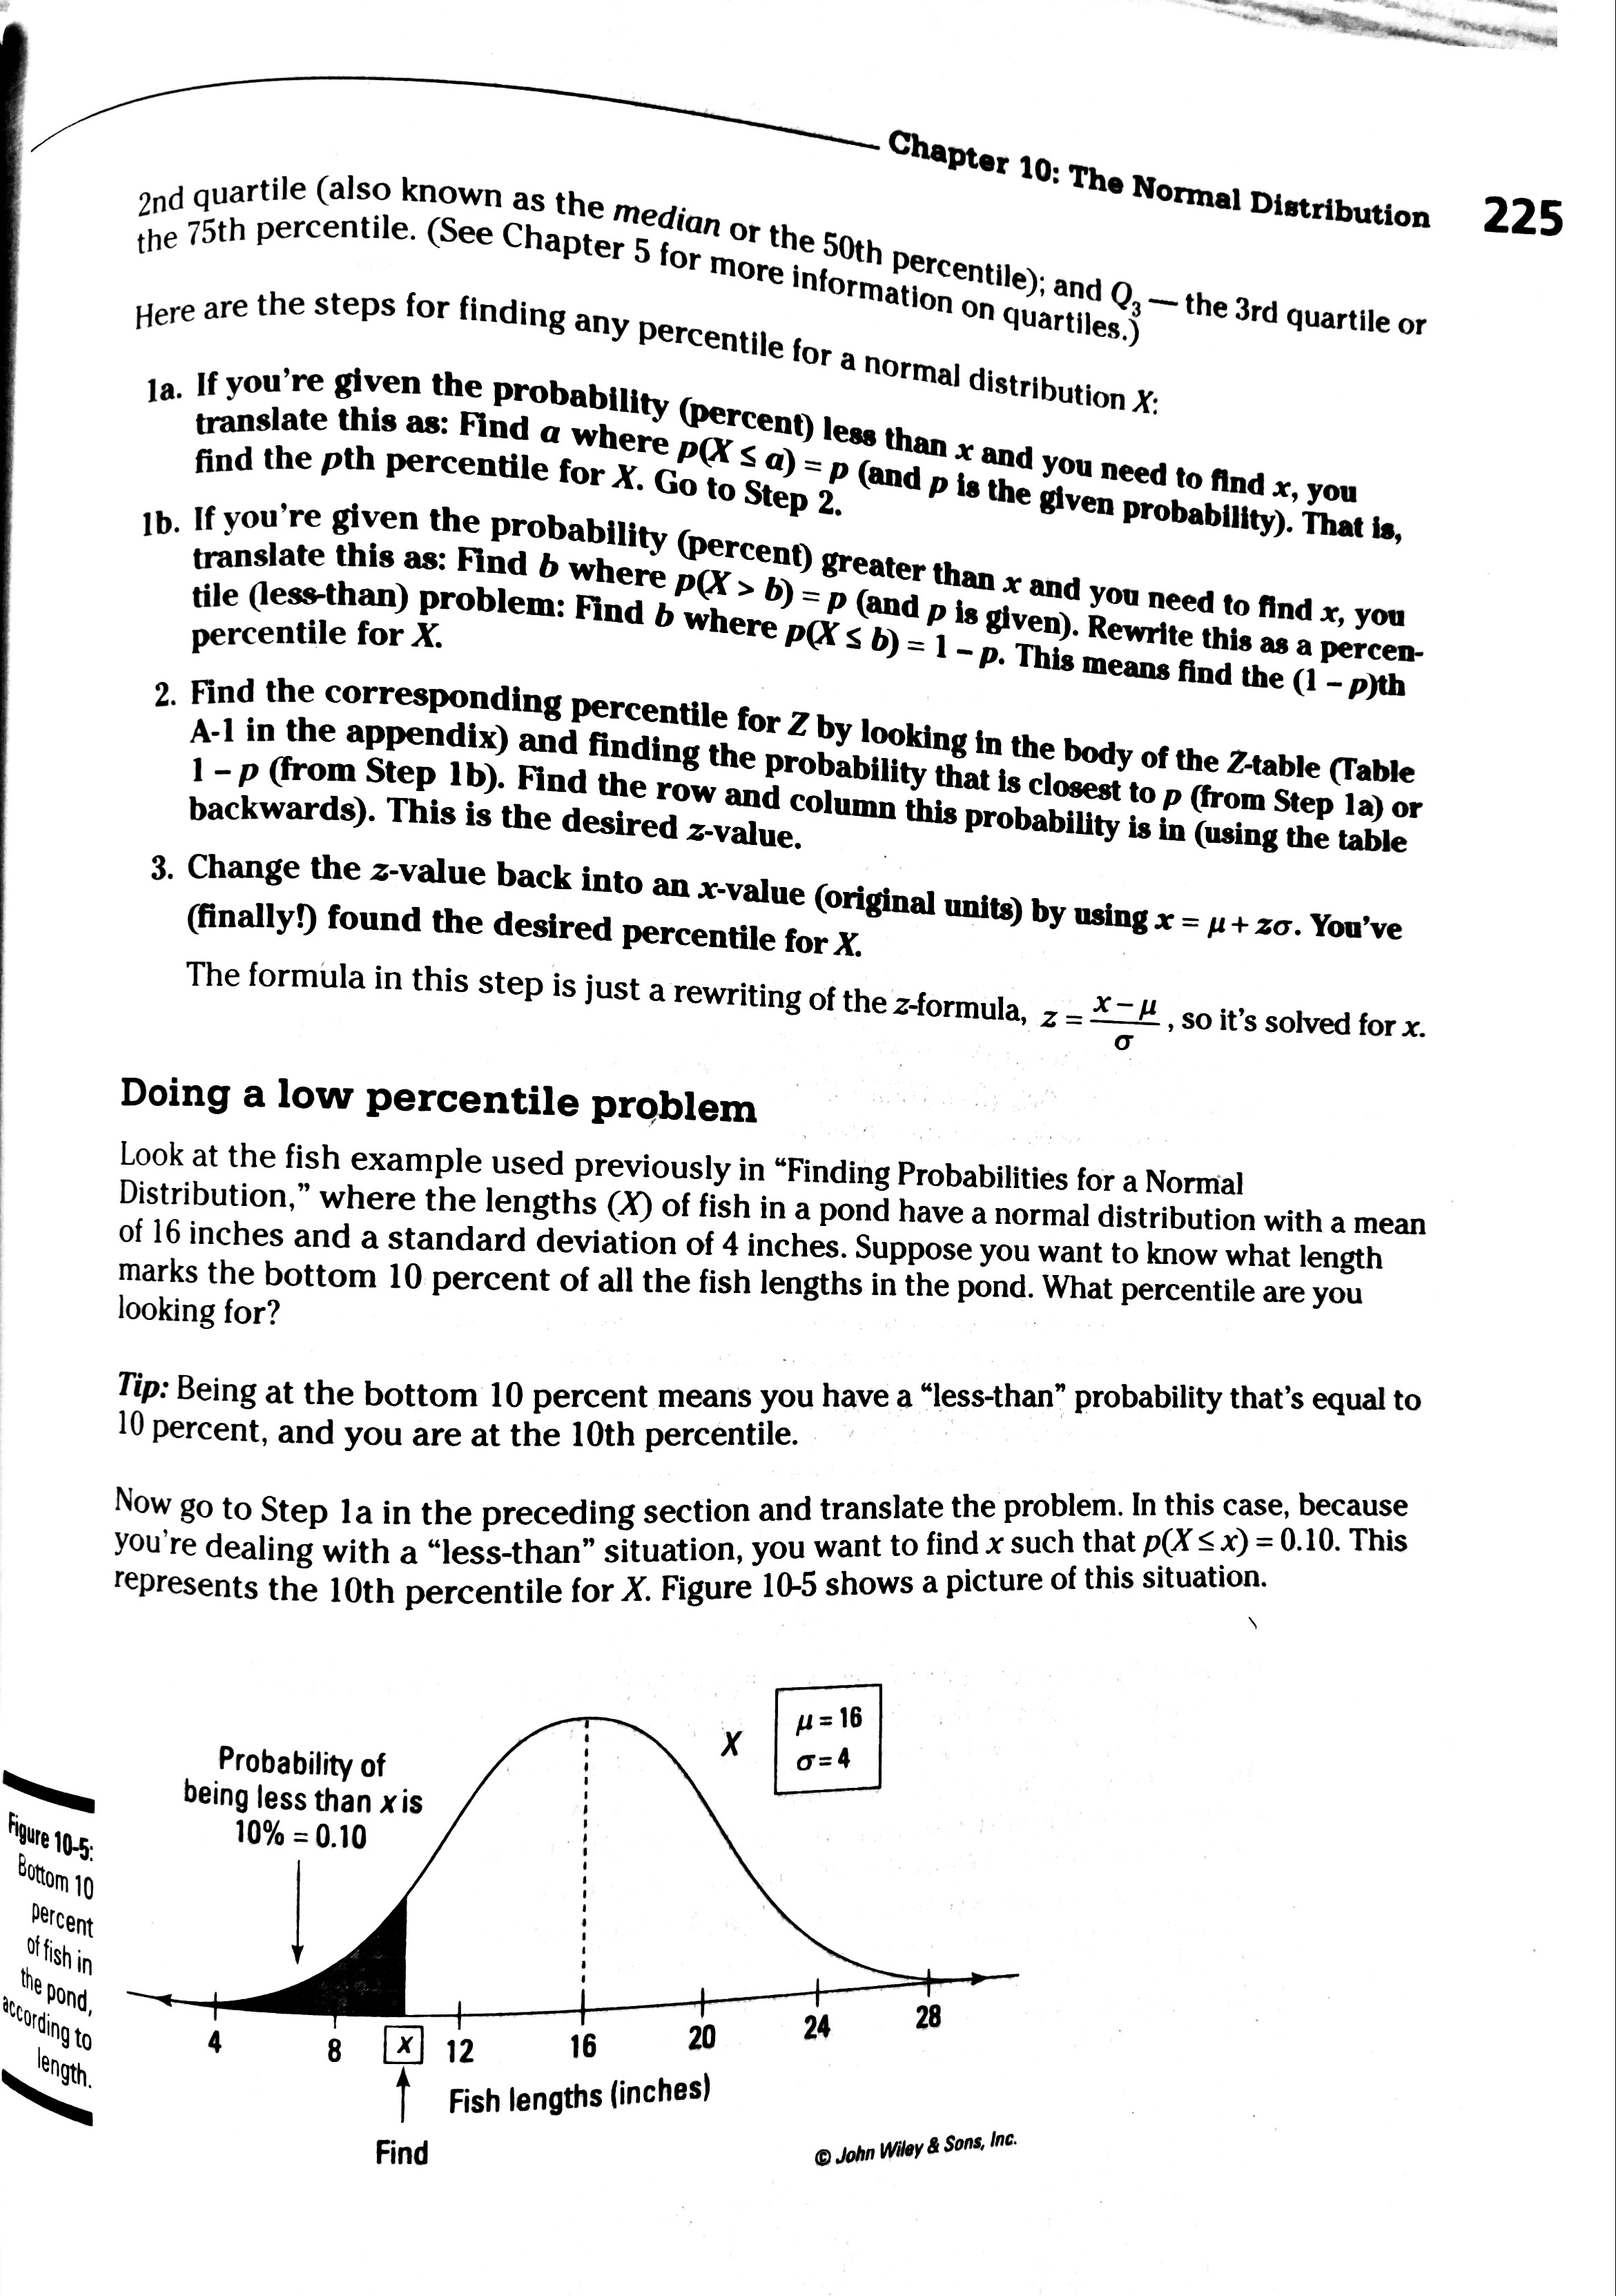 Chapter 10: The Normal Distribution 225
2nd quartile (also known as the median or the 50th percentile); and Q₃ — the 3rd quartile or
the 75th percentile. (See Chapter 5 for more information on quartiles.)
Here are the steps for finding any percentile for a normal distribution X:
1a. If you're given the probability (percent) less than x and you need to find x, you
translate this as: Find a where p(X ≤ a) = p (and p is the given probability). That is,
find the pth percentile for X. Go to Step 2.
1b. If you're given the probability (percent) greater than x and you need to find x, you
translate this as: Find b where p(X > b) = p (and p is given). Rewrite this as a percen-
tile (less-than) problem: Find b where p(X ≤ b) = 1 – p. This means find the (1 – p)th
percentile for X.
2. Find the corresponding percentile for Z by looking in the body of the Z-table (Table
A-1 in the appendix) and finding the probability that is closest to p (from Step 1a) or
1 – p (from Step 1b). Find the row and column this probability is in (using the table
backwards). This is the desired z-value.
3. Change the z-value back into an x-value (original units) by using x = μ + zσ. You've
(finally!) found the desired percentile for X.
The formula in this step is just a rewriting of the z-formula, z = (x – μ)/σ, so it's solved for x.
Doing a low percentile problem
Look at the fish example used previously in "Finding Probabilities for a Normal
Distribution," where the lengths (X) of fish in a pond have a normal distribution with a mean
of 16 inches and a standard deviation of 4 inches. Suppose you want to know what length
marks the bottom 10 percent of all the fish lengths in the pond. What percentile are you
looking for?
Tip: Being at the bottom 10 percent means you have a "less-than" probability that's equal to
10 percent, and you are at the 10th percentile.
Now go to Step 1a in the preceding section and translate the problem. In this case, because
you're dealing with a "less-than" situation, you want to find x such that p(X ≤ x) = 0.10. This
represents the 10th percentile for X. Figure 10-5 shows a picture of this situation.
Figure 10-5:
Bottom 10
percent
of fish in
the pond,
according to
length.
Probability of
being less than x is
10% = 0.10
X
μ = 16
σ = 4
4 8 x 12 16 20 24 28
Fish lengths (inches)
Find
© John Wiley & Sons, Inc.